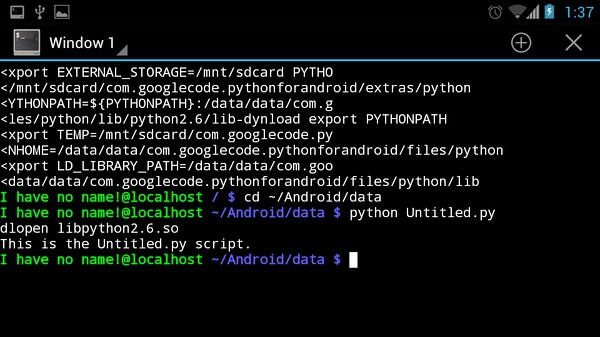 1:37
Window 1
<xport EXTERNAL_STORAGE=/mnt/sdcard PYTHO
</mnt/sdcard/com.googlecode.pythonforandroid/extras/python
<YTHONPATH=${PYTHONPATH}:/data/data/com.g
<les/python/lib/python2.6/lib-dynload export PYTHONPATH
<xport TEMP=/mnt/sdcard/com.googlecode.py
<NHOME=/data/data/com.googlecode.pythonforandroid/files/python
<xport LD_LIBRARY_PATH=/data/data/com.goo
<data/data/com.googlecode.pythonforandroid/files/python/lib
I have no name!@localhost / $ cd ~/Android/data
I have no name!@localhost ~/Android/data $ python Untitled.py
dlopen libpython2.6.so
This is the Untitled.py script.
I have no name!@localhost ~/Android/data $